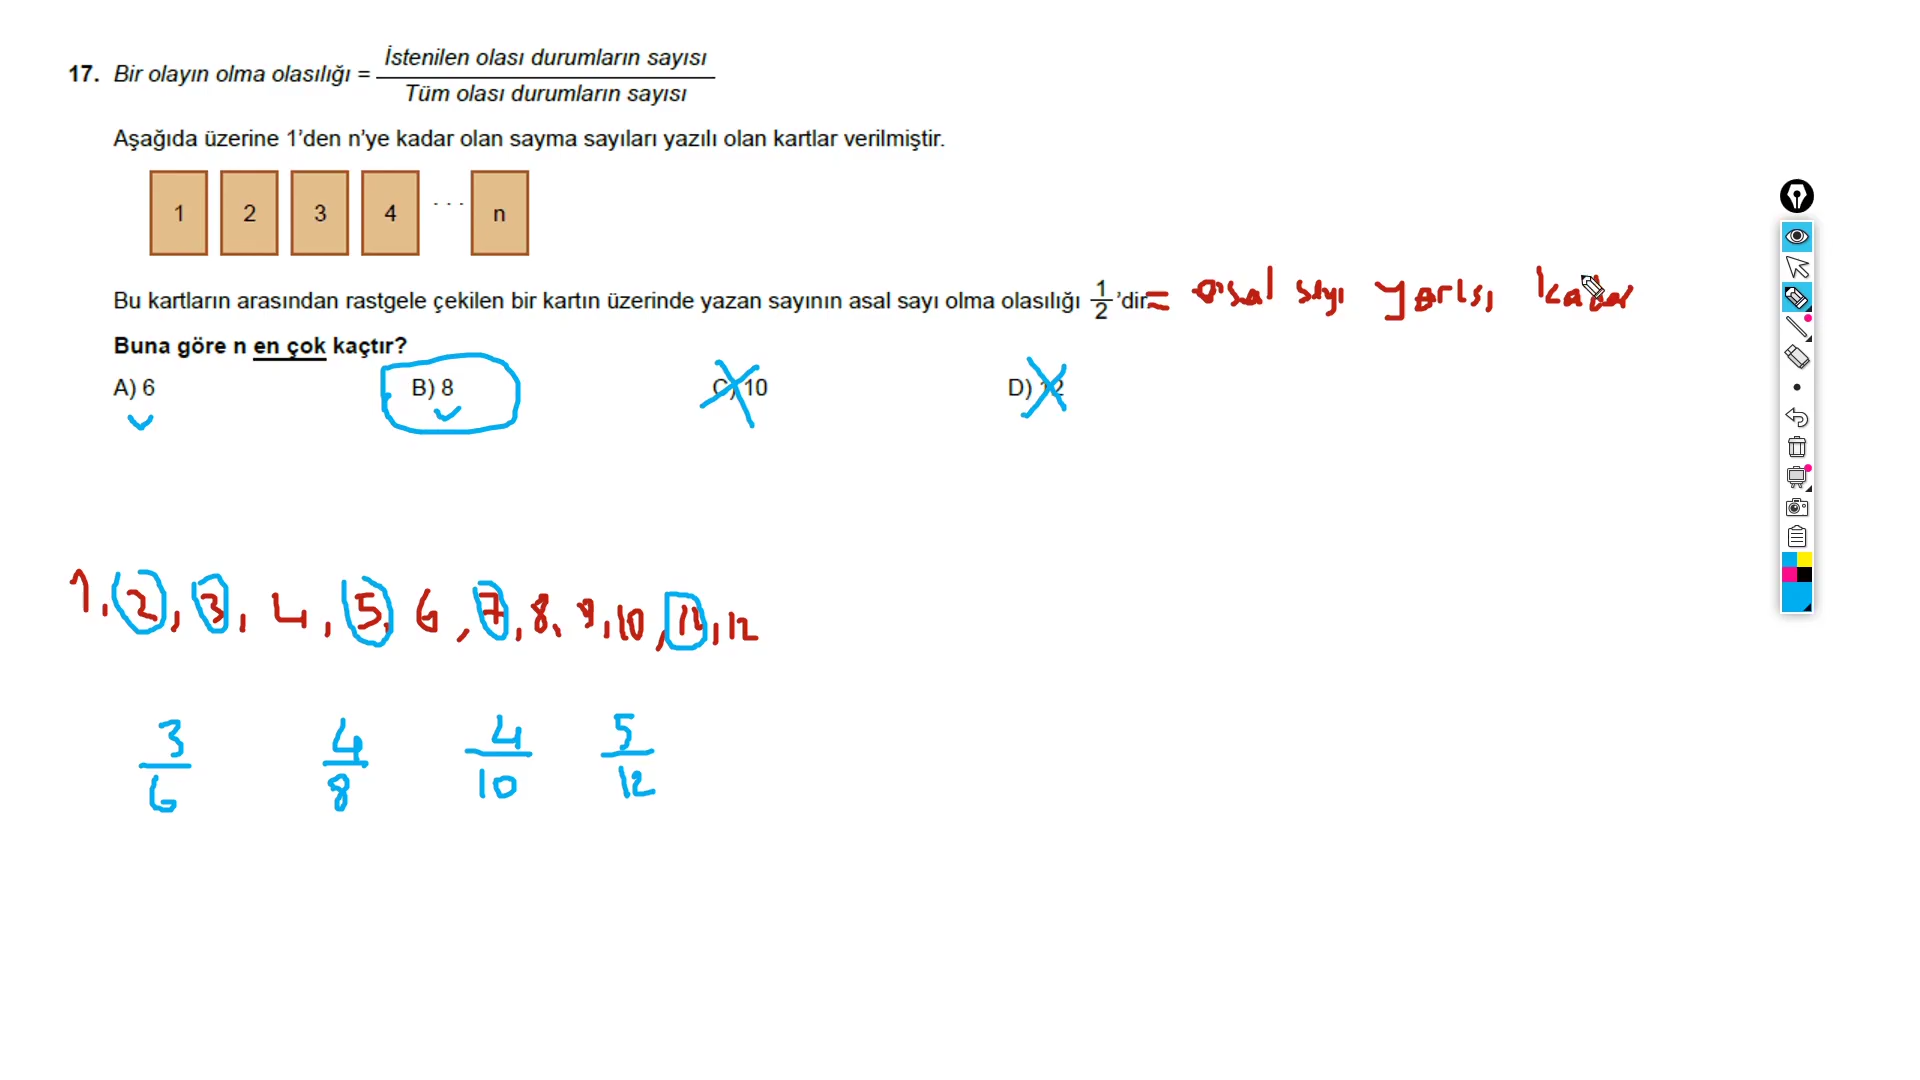 17. Bir olayın olma olasılığı = İstenilen olası durumların sayısı
Tüm olası durumların sayısı
Aşağıda üzerine 1’den n’ye kadar olan sayma sayıları yazılı olan kartlar verilmiştir.
1 2 3 4 . . . n
Bu kartların arasından rastgele çekilen bir kartın üzerinde yazan sayının asal sayı olma olasılığı 1/2 ’dir = asal sayı yarısı kadar
Buna göre n en çok kaçtır?
A) 6 B) 8 C) 10 D) 12
1, 2, 3, 4, 5, 6, 7, 8, 9, 10, 11, 12
3/6 4/8 4/10 5/12